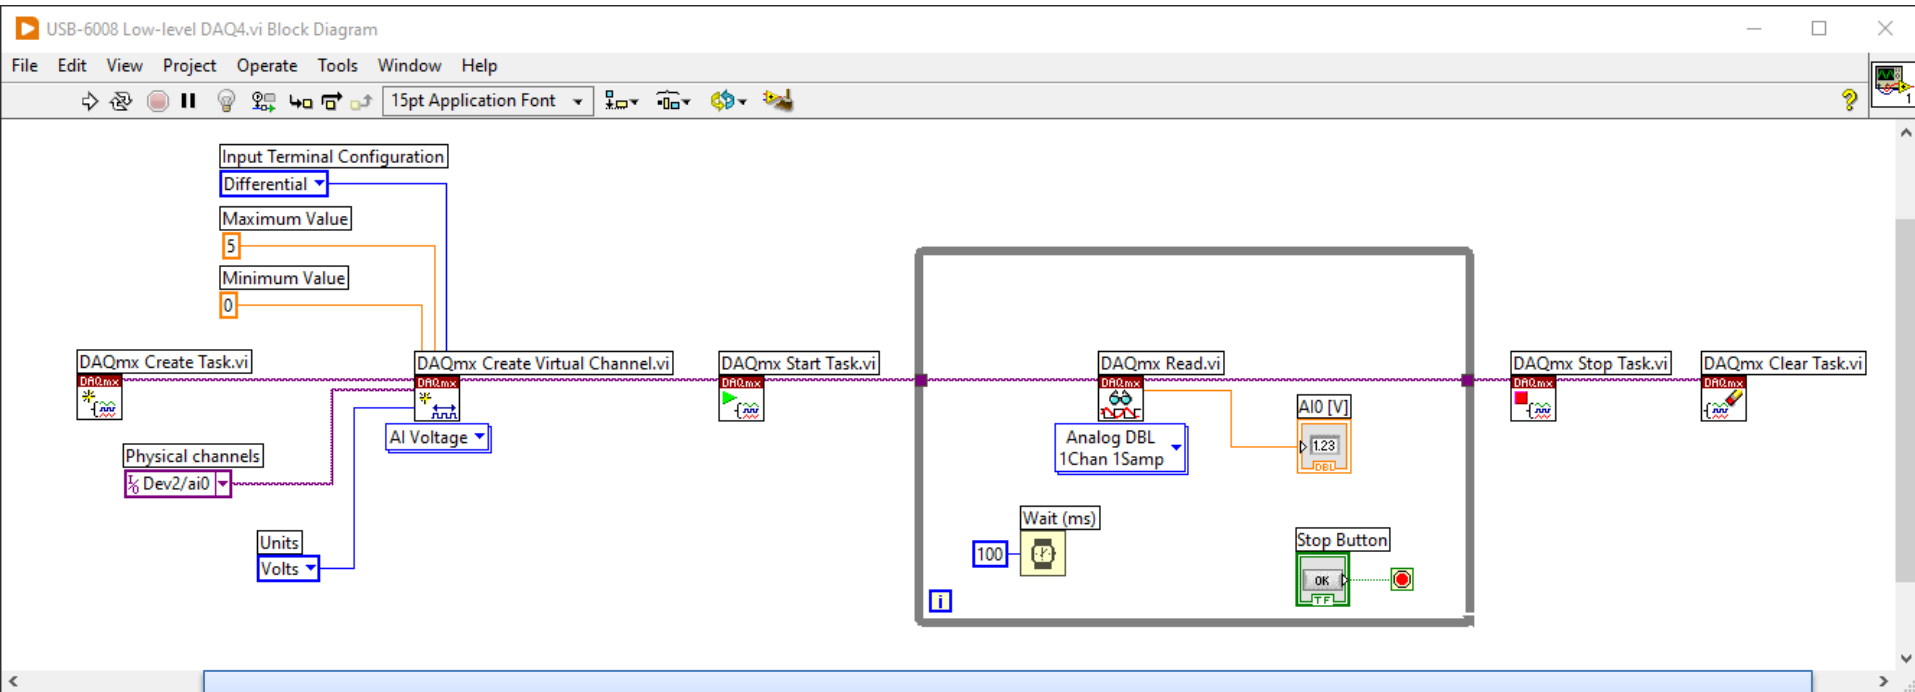 USB-6008 Low-level DAQ4.vi Block Diagram
File Edit View Project Operate Tools Window Help
15pt Application Font
1
Input Terminal Configuration
Differential
Maximum Value
5
Minimum Value
0
DAQmx Create Task.vi
DAQmx Create Virtual Channel.vi
DAQmx Start Task.vi
DAQmx Read.vi
DAQmx Stop Task.vi
DAQmx Clear Task.vi
DAQmx
DAQmx
DAQmx
DAQmx
DAQmx
DAQmx
AI Voltage
Analog DBL
1Chan 1Samp
AI0 [V]
1.23
DBL
Physical channels
I/O Dev2/ai0
Units
Volts
Wait (ms)
100
Stop Button
OK
TF
i